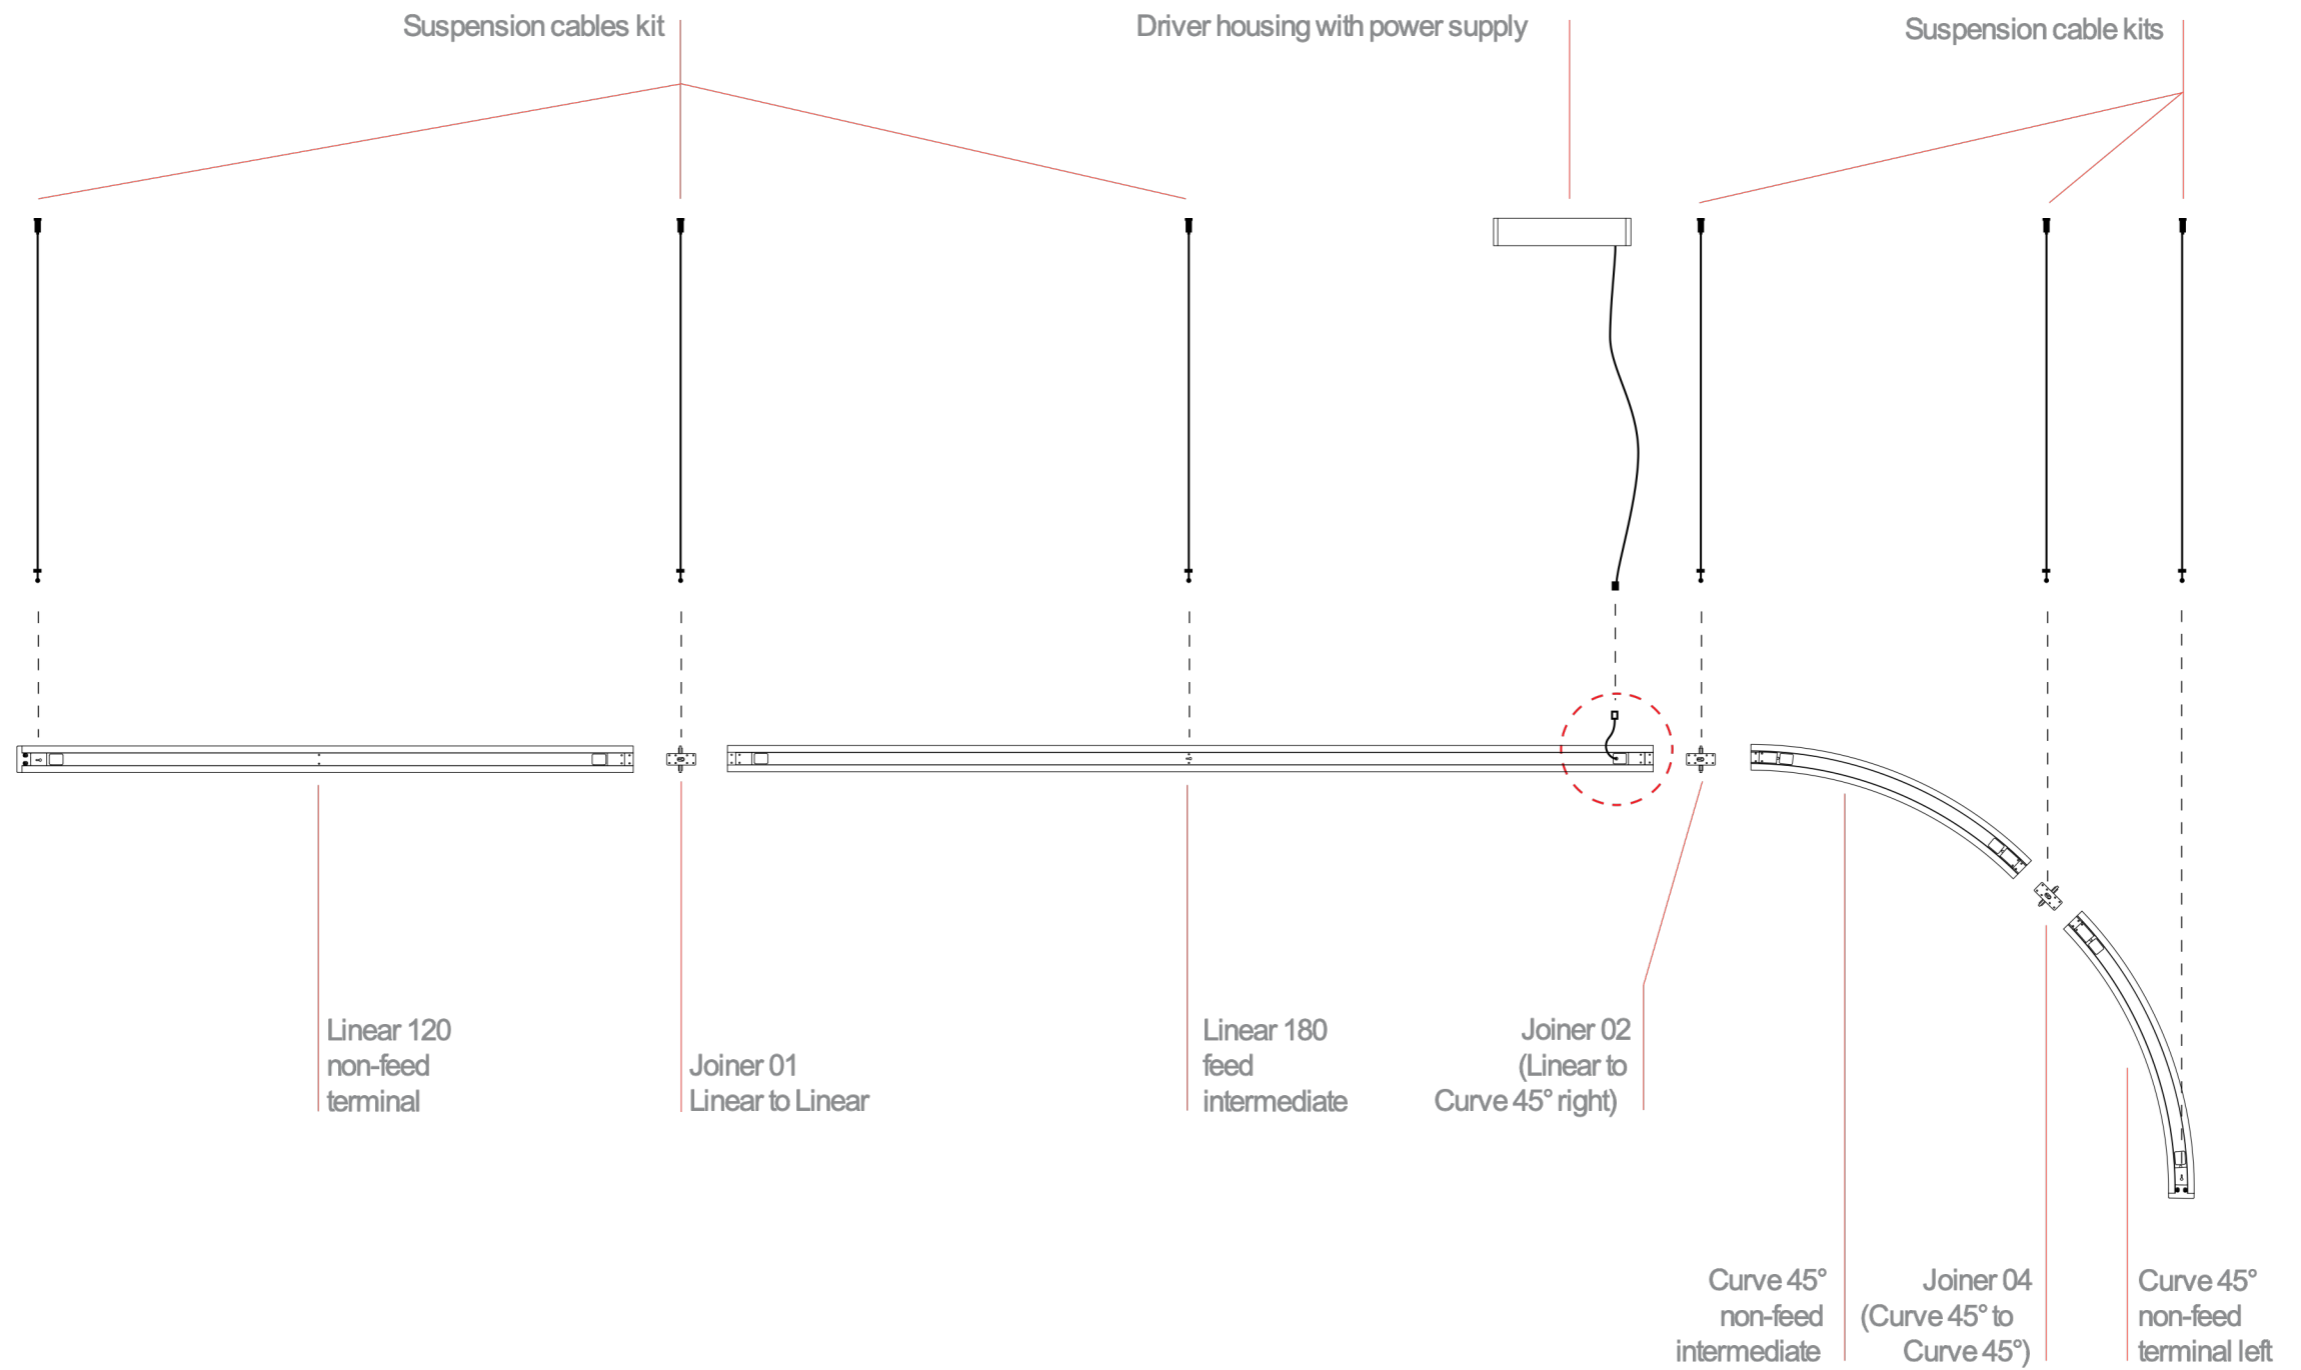 Suspension cables kit
Driver housing with power supply
Suspension cable kits
Linear 120
non-feed
terminal
Joiner 01
Linear to Linear
Linear 180
feed
intermediate
Joiner 02
(Linear to
Curve 45° right)
Curve 45°
non-feed
intermediate
Joiner 04
(Curve 45° to
Curve 45°)
Curve 45°
non-feed
terminal left